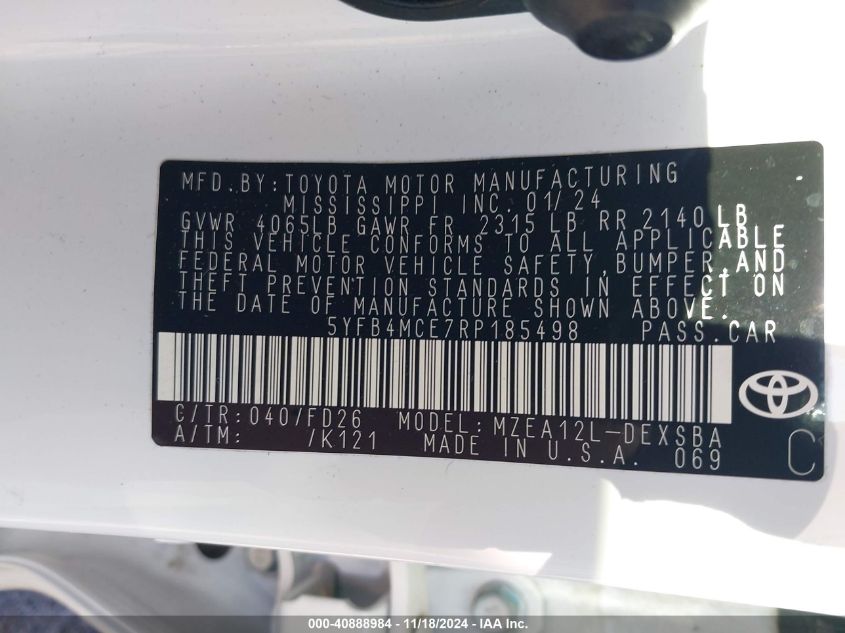 MFD.BY:TOYOTA MOTOR MANUFACTURING
MISSISSIPPI INC. 01/24
GVWR 4065LB GAWR FR 2315 LB RR 2140 LB
THIS VEHICLE CONFORMS TO ALL APPLICABLE
FEDERAL MOTOR VEHICLE SAFETY,BUMPER,AND
THEFT PREVENTION STANDARDS IN EFFECT ON
THE DATE OF MANUFACTURE SHOWN ABOVE.
5YFB4MCE7RP185498 PASS.CAR
C/TR:040/FD26 MODEL:MZEA12L-DEXSBA
A/TM: /K121 MADE IN U.S.A. 069
C
000-40888984 | 11/18/2024 - IAA Inc.